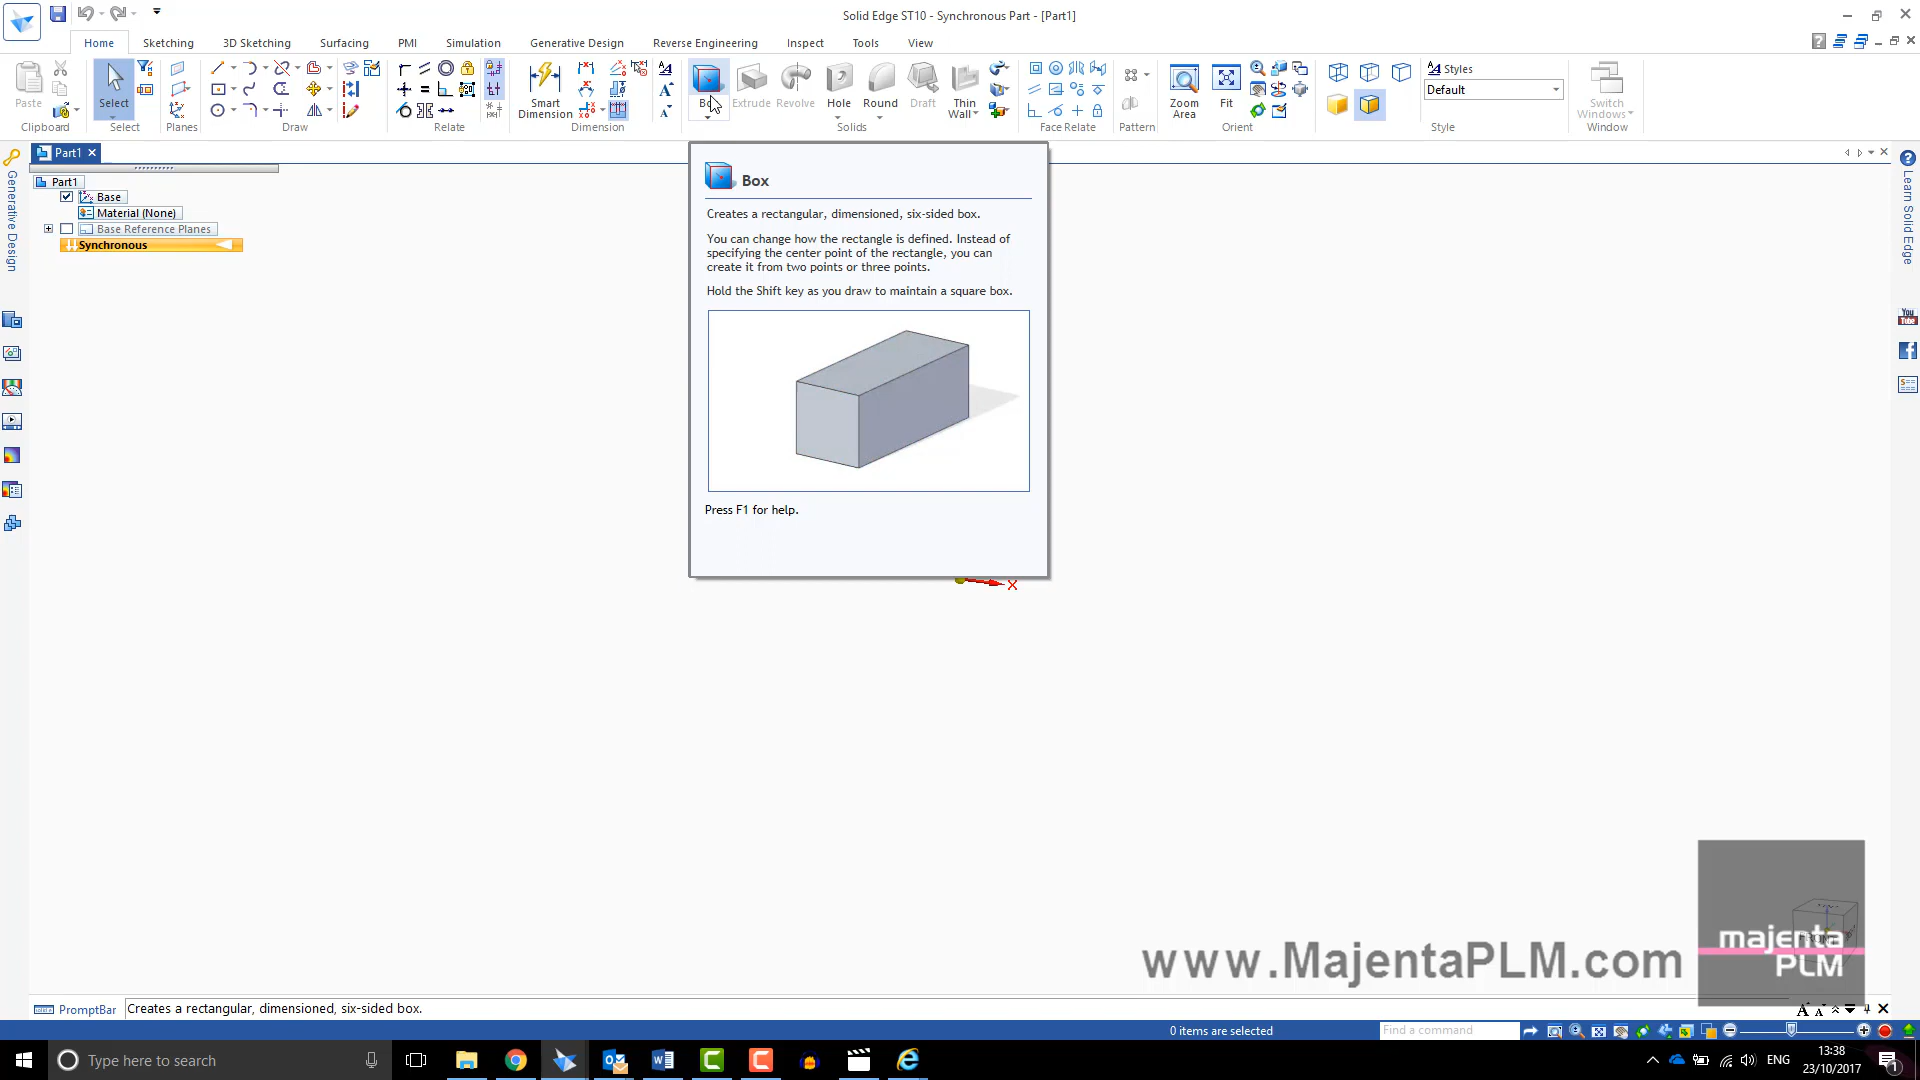 Solid Edge ST10 - Synchronous Part - [Part1]
Home Sketching 3D Sketching Surfacing PMI Simulation Generative Design Reverse Engineering Inspect Tools View
Paste Select Smart Dimension Extrude Revolve Hole Round Draft Thin Wall Zoom Area Fit Styles Default Switch Windows
Clipboard Select Planes Draw Relate Dimension Solids Face Relate Pattern Orient Style Window
Part1
Part1
Base
Material (None)
Base Reference Planes
Synchronous
Generative Design
Learn Solid Edge
You Tube
Box
Creates a rectangular, dimensioned, six-sided box.
You can change how the rectangle is defined. Instead of
specifying the center point of the rectangle, you can
create it from two points or three points.
Hold the Shift key as you draw to maintain a square box.
Press F1 for help.
X
www.MajentaPLM.com
majenta
PLM
PromptBar Creates a rectangular, dimensioned, six-sided box.
0 items are selected
Find a command
Type here to search
ENG
13:38
23/10/2017